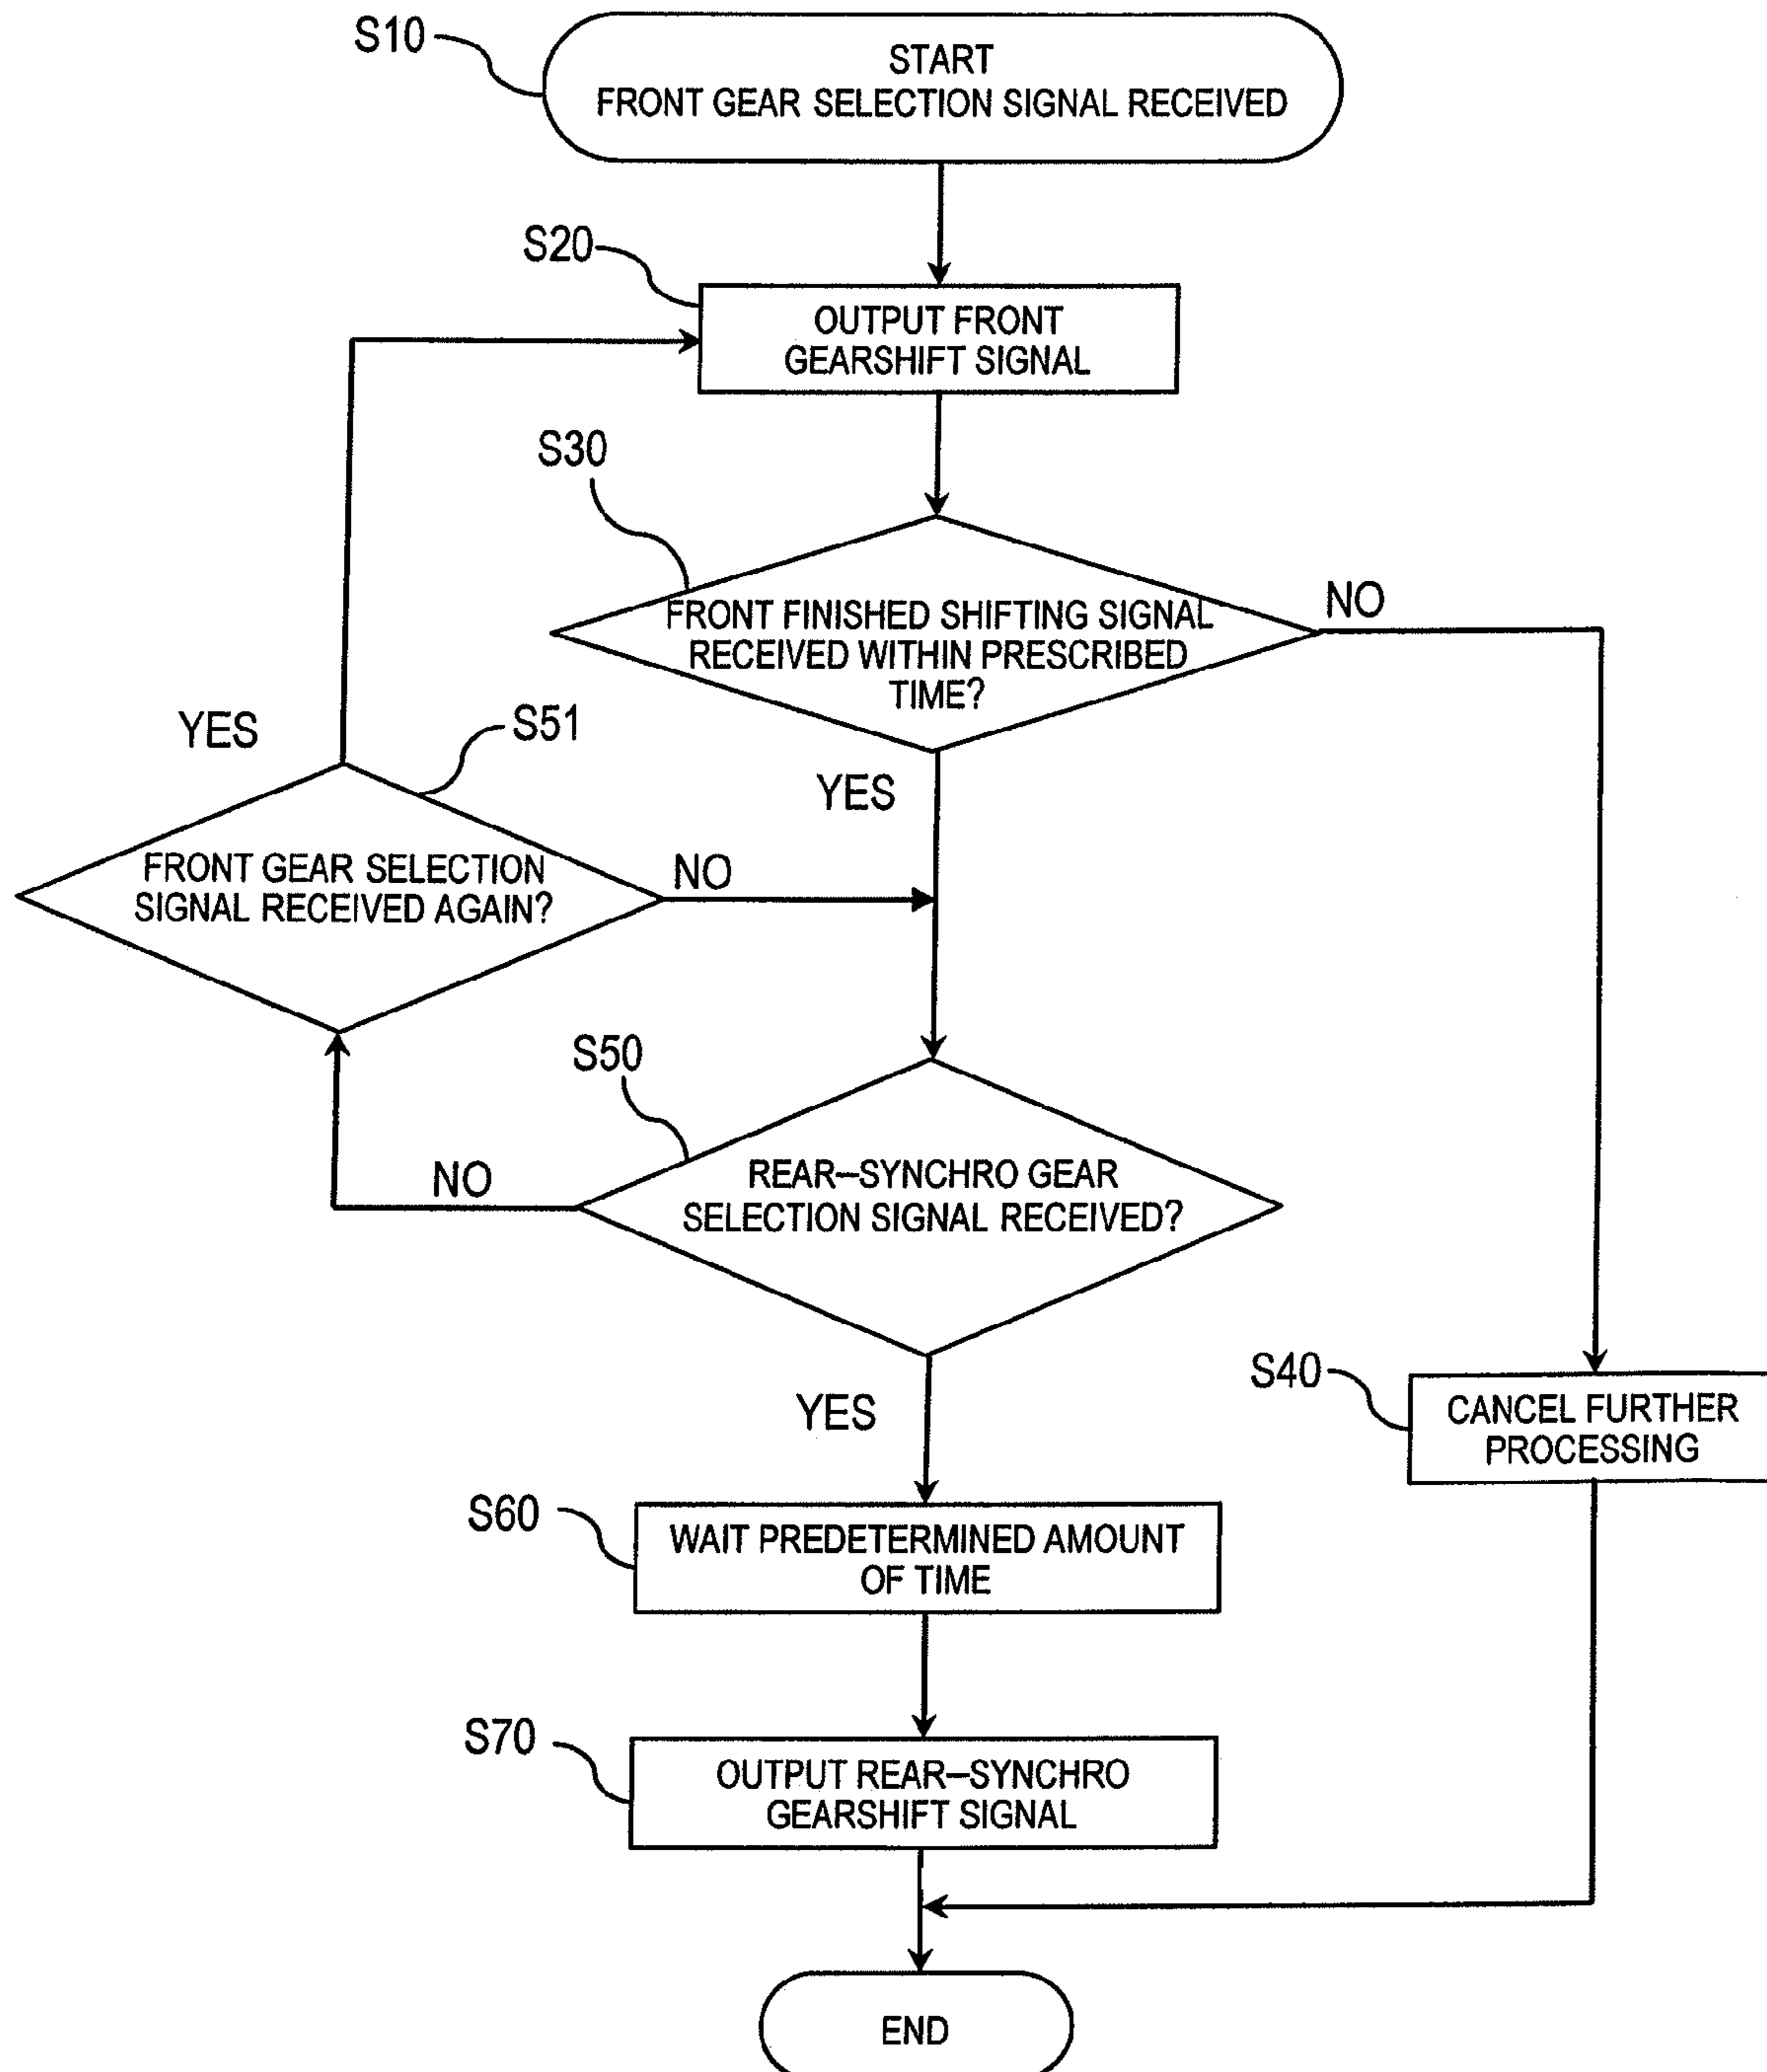 S10
START
FRONT GEAR SELECTION SIGNAL RECEIVED
S20
OUTPUT FRONT
GEARSHIFT SIGNAL
S30
FRONT FINISHED SHIFTING SIGNAL
RECEIVED WITHIN PRESCRIBED
TIME?
NO
YES
YES
S51
FRONT GEAR SELECTION
SIGNAL RECEIVED AGAIN?
NO
S50
REAR–SYNCHRO GEAR
SELECTION SIGNAL RECEIVED?
NO
YES
S40
CANCEL FURTHER
PROCESSING
S60
WAIT PREDETERMINED AMOUNT
OF TIME
S70
OUTPUT REAR–SYNCHRO
GEARSHIFT SIGNAL
END